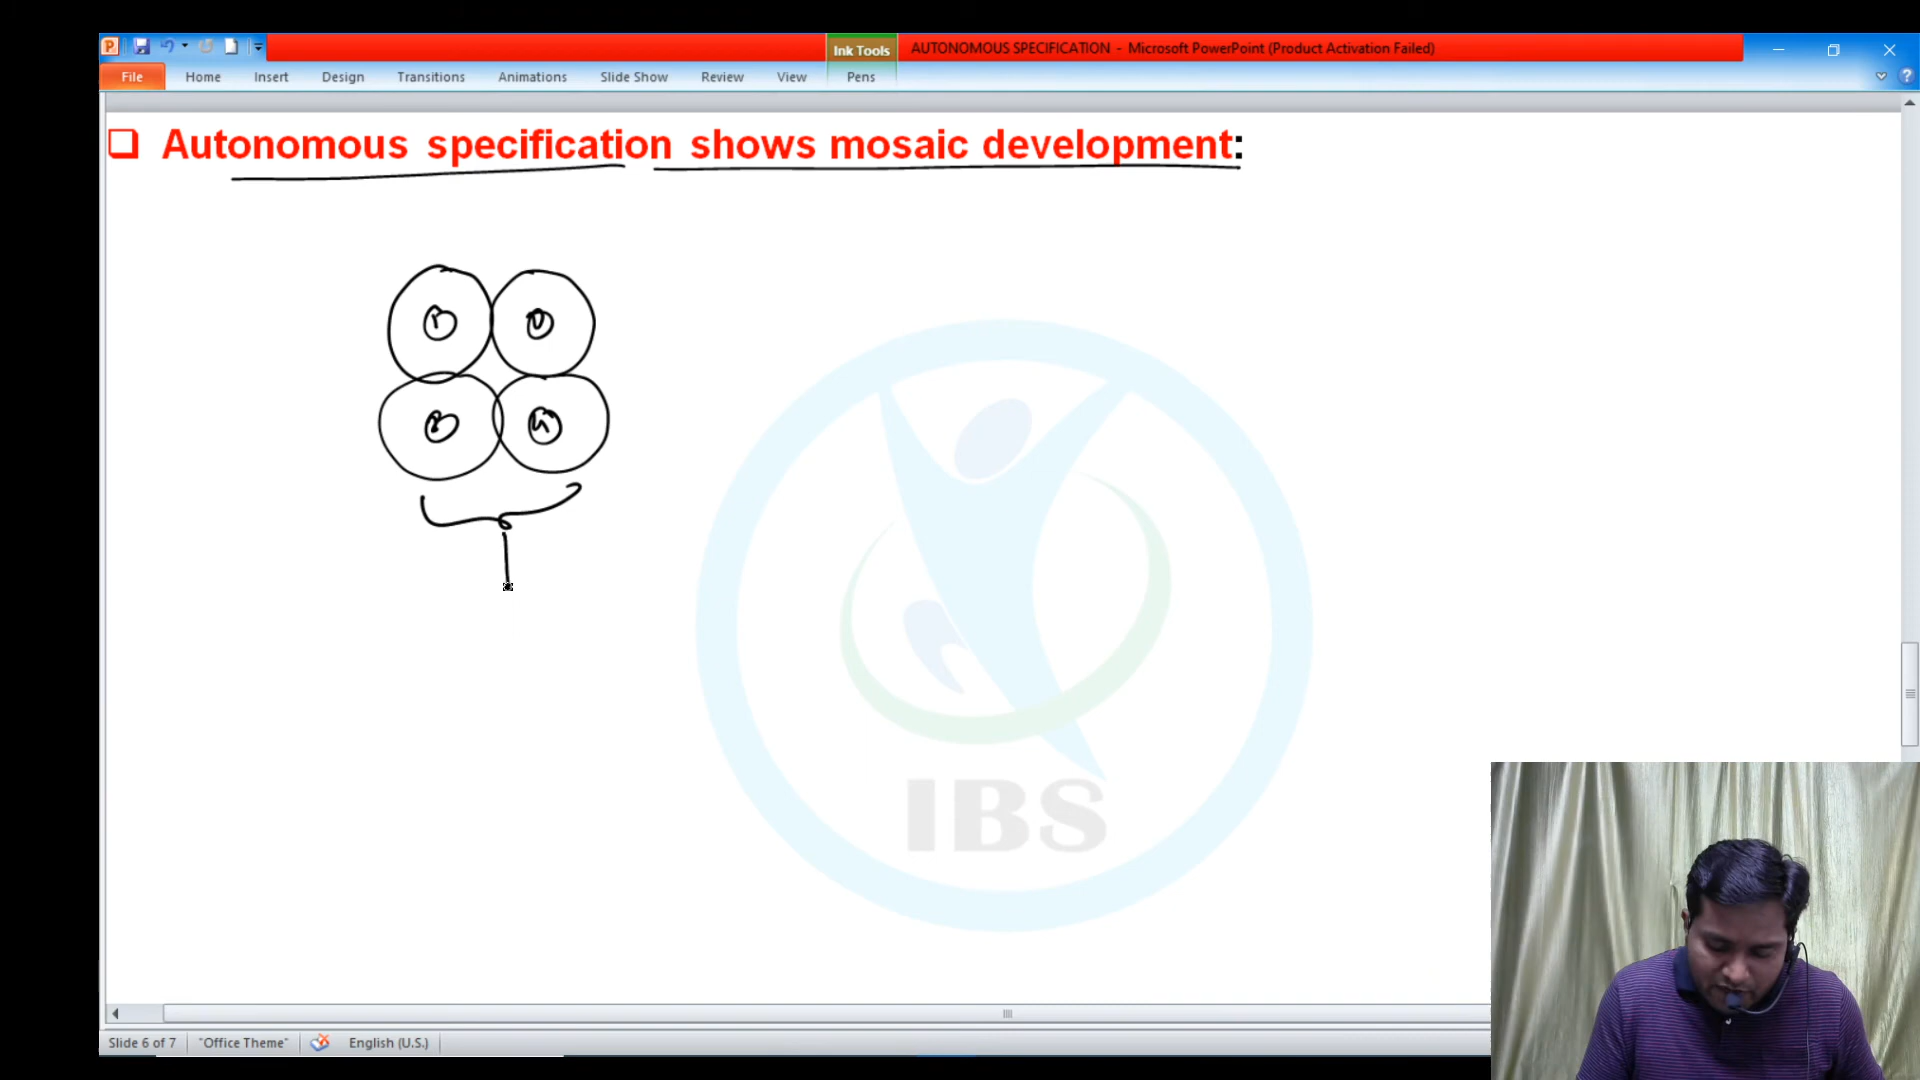 Ink Tools
AUTONOMOUS SPECIFICATION - Microsoft PowerPoint (Product Activation Failed)
File Home Insert Design Transitions Animations Slide Show Review View Pens
Autonomous specification shows mosaic development:
IBS
Slide 6 of 7 "Office Theme" English (U.S.)